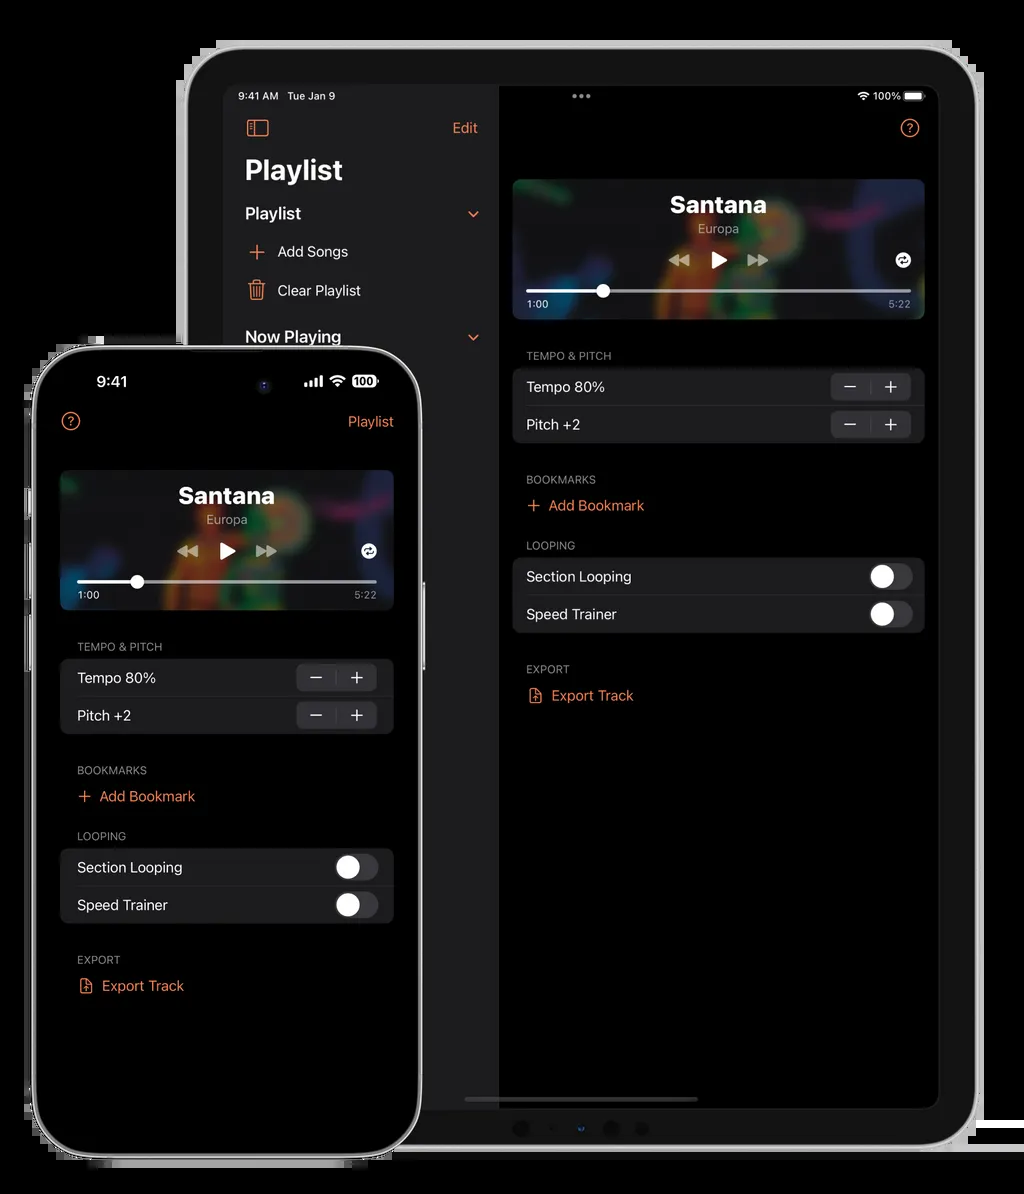 9:41 AM Tue Jan 9
100%
Edit
?
Playlist
Playlist
Add Songs
Clear Playlist
Now Playing
Santana
Europa
1:00
5:22
TEMPO & PITCH
Tempo 80%
Pitch +2
BOOKMARKS
Add Bookmark
LOOPING
Section Looping
Speed Trainer
EXPORT
Export Track
9:41
100
?
Playlist
Santana
Europa
1:00
5:22
TEMPO & PITCH
Tempo 80%
Pitch +2
BOOKMARKS
Add Bookmark
LOOPING
Section Looping
Speed Trainer
EXPORT
Export Track